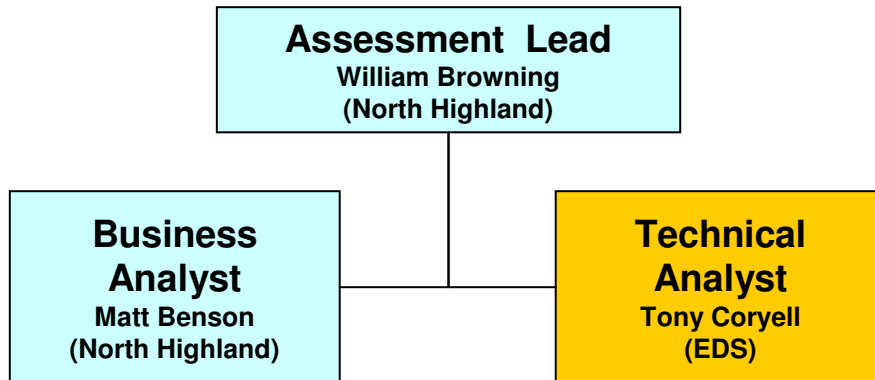 Assessment Lead
William Browning
(North Highland)
Business
Analyst
Matt Benson
(North Highland)
Technical
Analyst
Tony Coryell
(EDS)